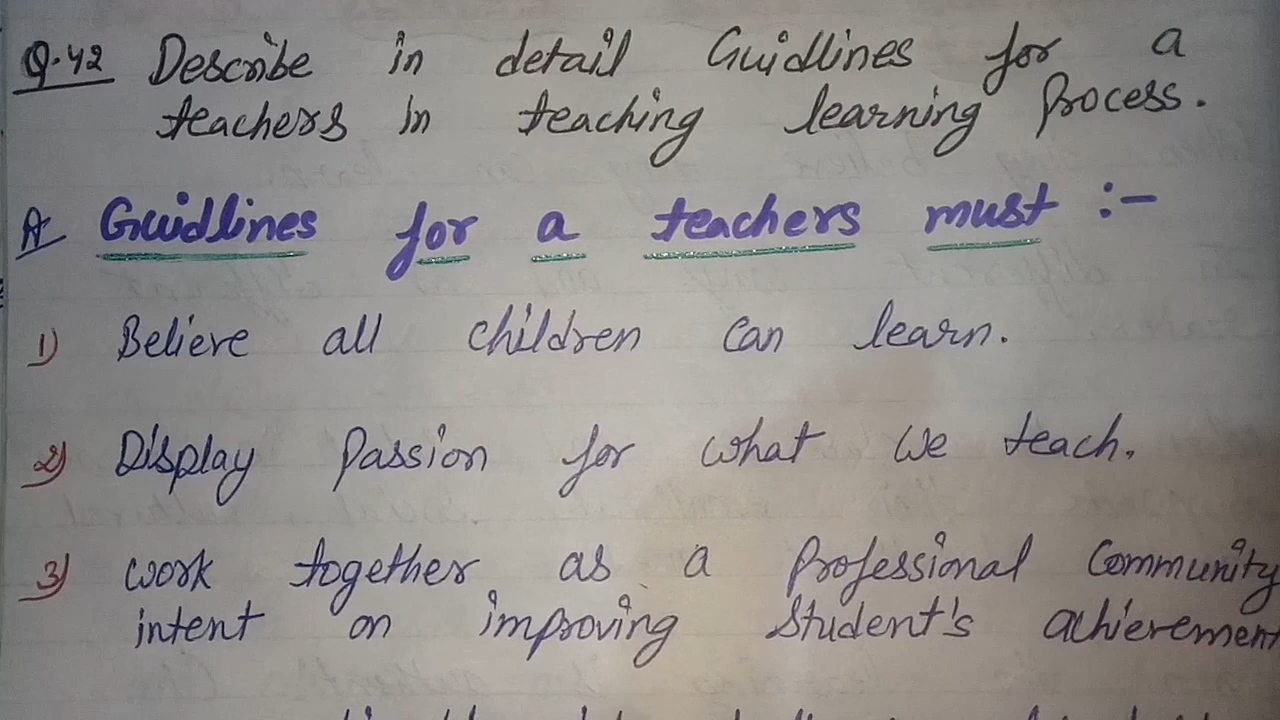 Q.42 Describe in detail Guidlines for a
teachers in teaching learning Process.
A Guidlines for a teachers must :-
1) Believe all children can learn.
2) Display Passion for what we teach.
3) work together as a Professional Community
intent on improving student's achievement